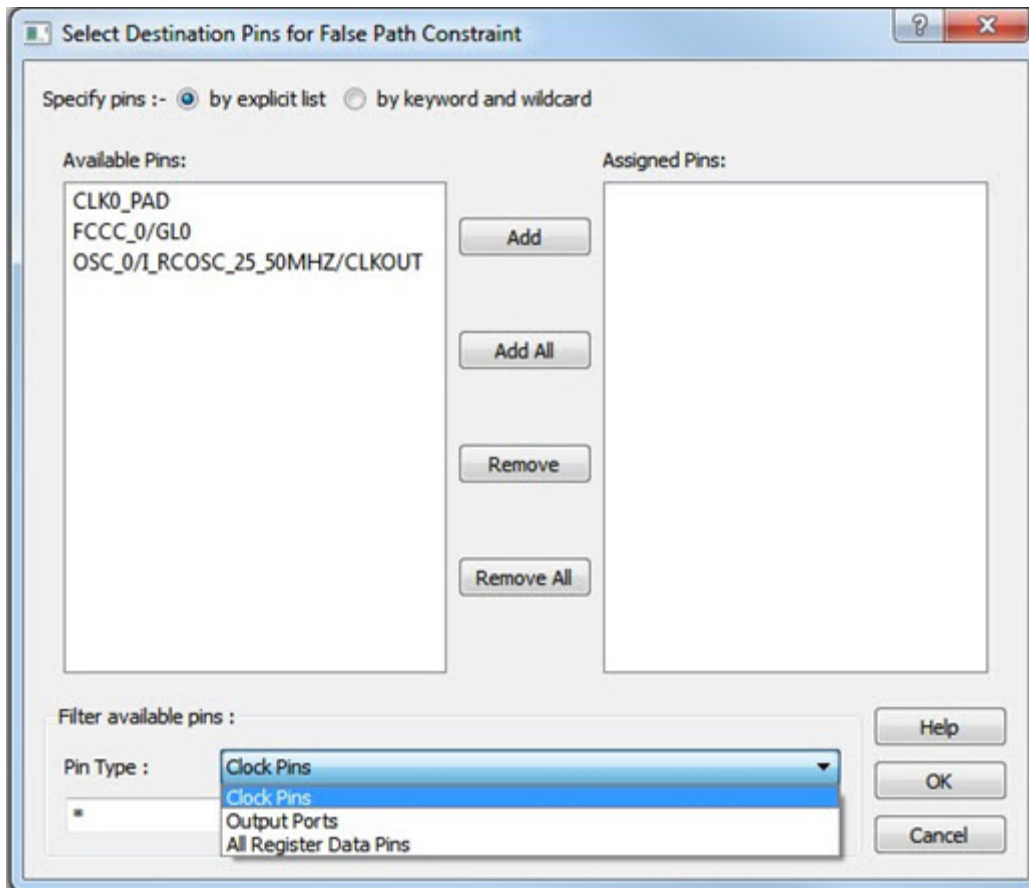 Select Destination Pins for False Path Constraint
Specify pins :- by explicit list by keyword and wildcard
Available Pins:
Assigned Pins:
CLK0_PAD
FCCC_0/GL0
OSC_0/I_RCOSC_25_50MHZ/CLKOUT
Add
Add All
Remove
Remove All
Filter available pins :
Pin Type :
Clock Pins
Clock Pins
Output Ports
All Register Data Pins
*
Help
OK
Cancel